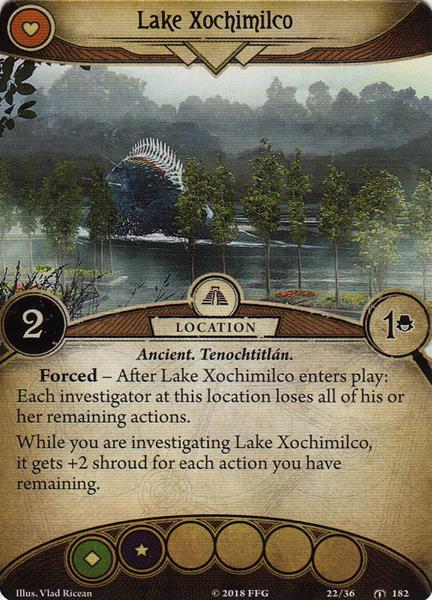 Lake Xochimilco
2
1
LOCATION
Ancient. Tenochtitlán.
Forced – After Lake Xochimilco enters play:
Each investigator at this location loses all of his or
her remaining actions.
While you are investigating Lake Xochimilco,
it gets +2 shroud for each action you have
remaining.
Illus. Vlad Ricean
© 2018 FFG
22/36
182